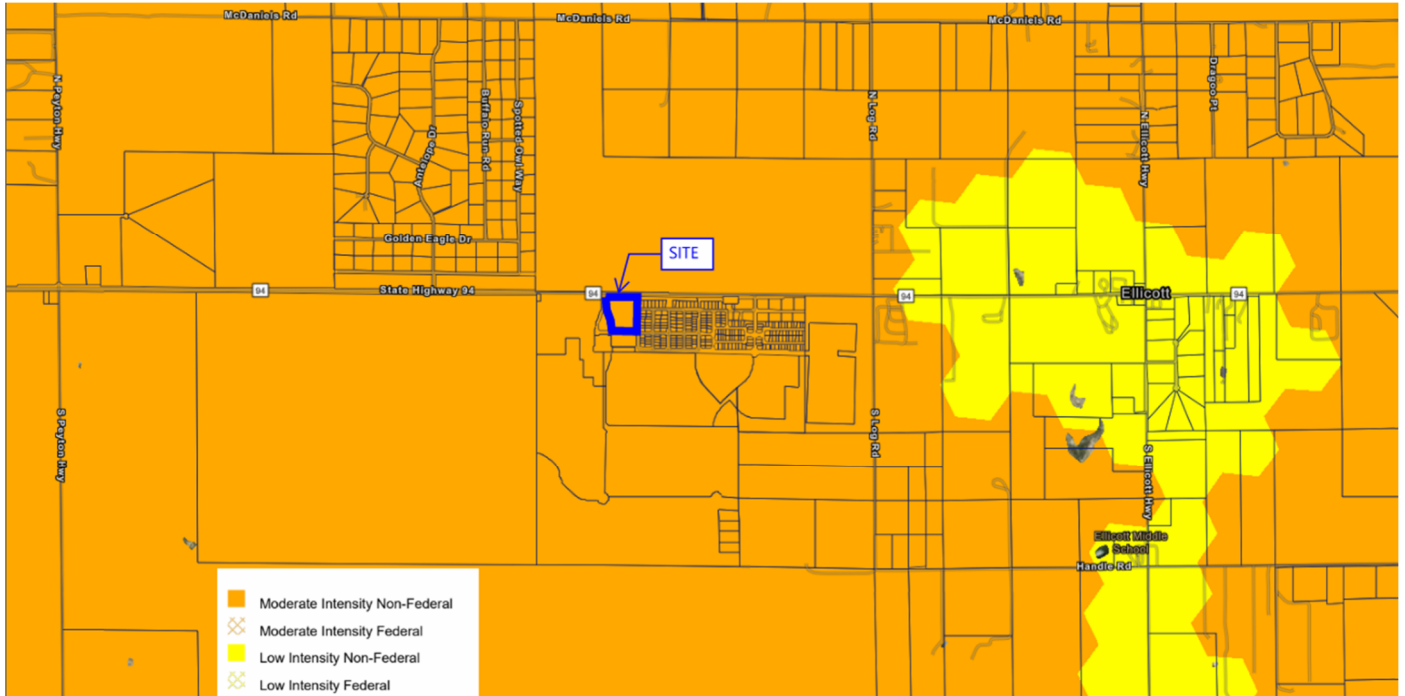 McDaniels Rd
McDaniels Rd
McDaniels Rd
N Peyton Hwy
Antelope Dr
Buffalo Run Rd
Spotted Owl Way
N Log Rd
N Ellicott Hwy
Dragoo Pt
Golden Eagle Dr
SITE
94
State Highway 94
94
94
Ellicott
94
S Peyton Hwy
S Log Rd
S Ellicott Hwy
Ellicott Middle
School
Handle Rd
Moderate Intensity Non-Federal
Moderate Intensity Federal
Low Intensity Non-Federal
Low Intensity Federal